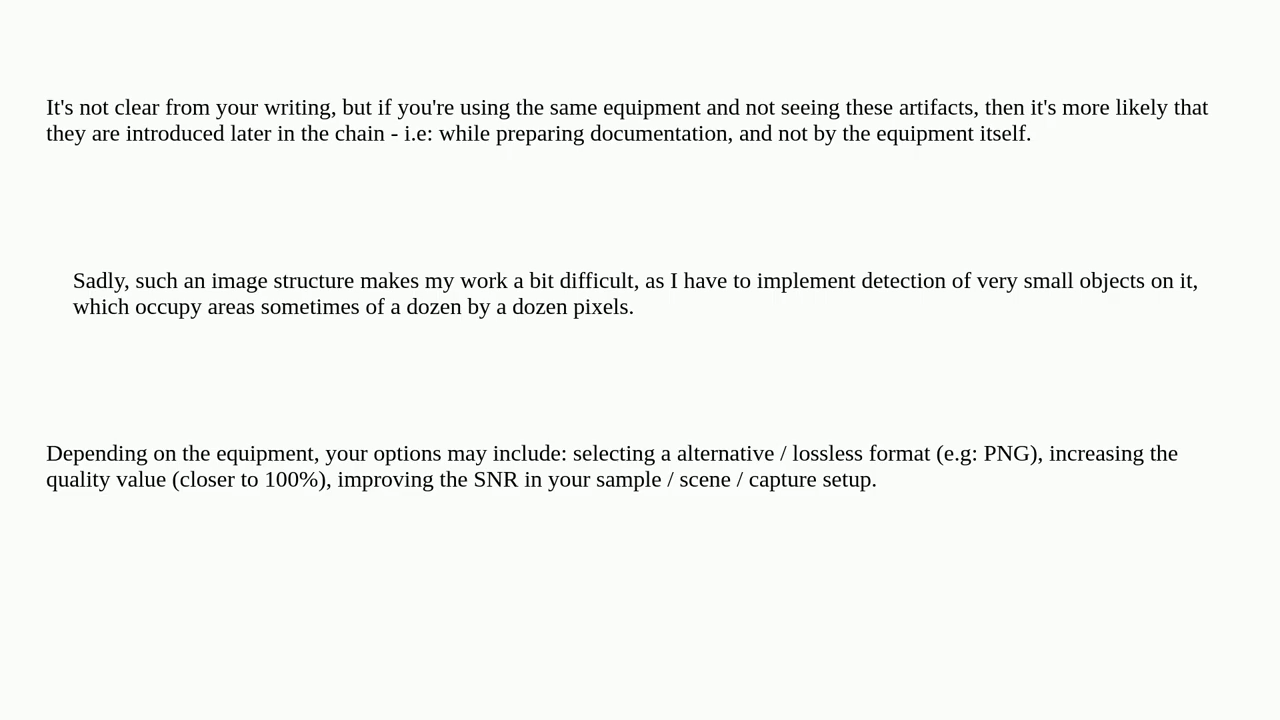 It's not clear from your writing, but if you're using the same equipment and not seeing these artifacts, then it's more likely that
they are introduced later in the chain - i.e: while preparing documentation, and not by the equipment itself.
Sadly, such an image structure makes my work a bit difficult, as I have to implement detection of very small objects on it,
which occupy areas sometimes of a dozen by a dozen pixels.
Depending on the equipment, your options may include: selecting a alternative / lossless format (e.g: PNG), increasing the
quality value (closer to 100%), improving the SNR in your sample / scene / capture setup.